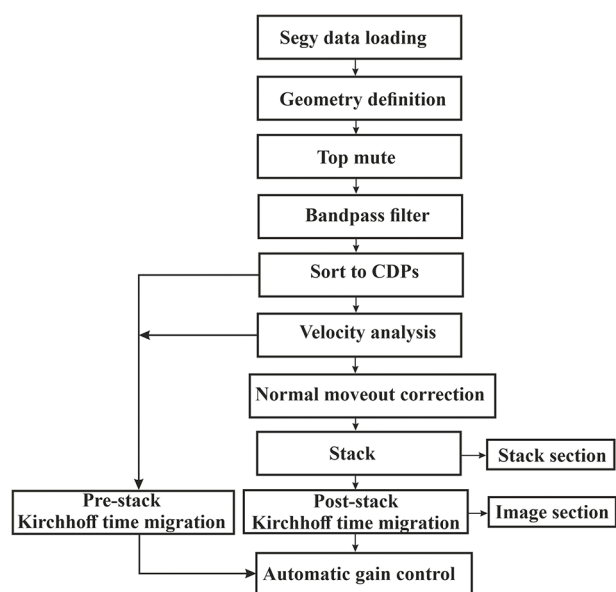 Segy data loading
Geometry definition
Top mute
Bandpass filter
Sort to CDPs
Velocity analysis
Normal moveout correction
Stack
Stack section
Pre-stack
Kirchhoff time migration
Post-stack
Kirchhoff time migration
Image section
Automatic gain control